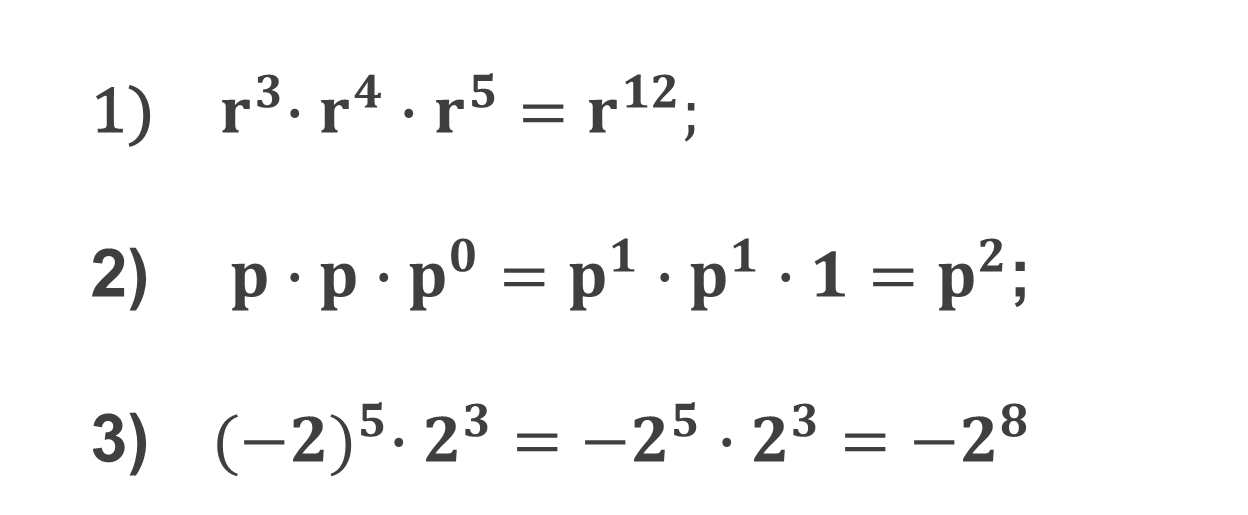 1) r³· r⁴ · r⁵ = r¹²;
2) p · p · p⁰ = p¹ · p¹ · 1 = p²;
3) (−2)⁵· 2³ = −2⁵ · 2³ = −2⁸